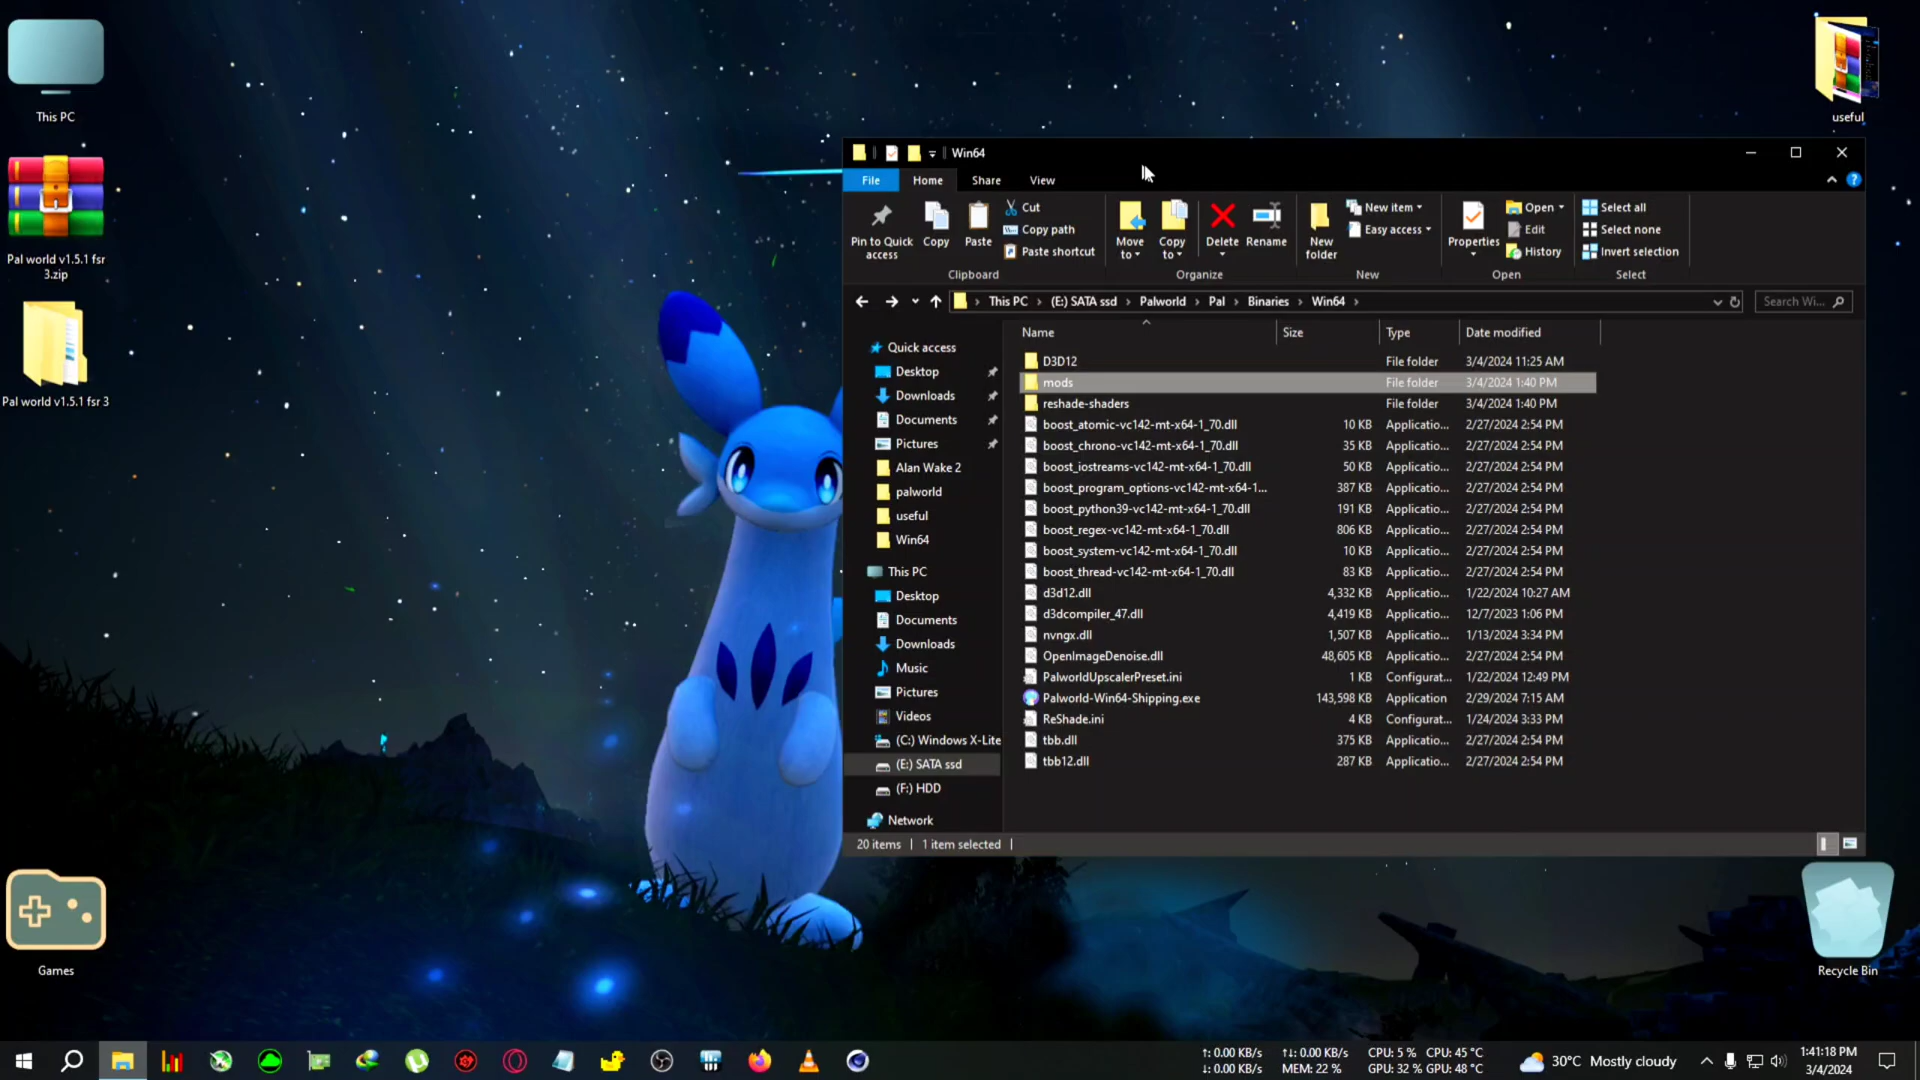 This PC
Pal world v1.5.1 fsr
3.zip
Pal world v1.5.1 fsr 3
Games
useful
Recycle Bin
Win64
File
Home
Share
View
Pin to Quick
access
Copy
Paste
Cut
Copy path
Paste shortcut
Clipboard
Move
to
Copy
to
Delete
Rename
Organize
New
folder
New item
Easy access
New
Properties
Open
Edit
History
Open
Select all
Select none
Invert selection
Select
This PC
(E:) SATA ssd
Palworld
Pal
Binaries
Win64
Search Wi...
Quick access
Desktop
Downloads
Documents
Pictures
Alan Wake 2
palworld
useful
Win64
This PC
Desktop
Documents
Downloads
Music
Pictures
Videos
(C:) Windows X-Lite
(E:) SATA ssd
(F:) HDD
Network
Name Size Type Date modified
D3D12 File folder 3/4/2024 11:25 AM
mods File folder 3/4/2024 1:40 PM
reshade-shaders File folder 3/4/2024 1:40 PM
boost_atomic-vc142-mt-x64-1_70.dll 10 KB Applicatio... 2/27/2024 2:54 PM
boost_chrono-vc142-mt-x64-1_70.dll 35 KB Applicatio... 2/27/2024 2:54 PM
boost_iostreams-vc142-mt-x64-1_70.dll 50 KB Applicatio... 2/27/2024 2:54 PM
boost_program_options-vc142-mt-x64-1... 387 KB Applicatio... 2/27/2024 2:54 PM
boost_python39-vc142-mt-x64-1_70.dll 191 KB Applicatio... 2/27/2024 2:54 PM
boost_regex-vc142-mt-x64-1_70.dll 806 KB Applicatio... 2/27/2024 2:54 PM
boost_system-vc142-mt-x64-1_70.dll 10 KB Applicatio... 2/27/2024 2:54 PM
boost_thread-vc142-mt-x64-1_70.dll 83 KB Applicatio... 2/27/2024 2:54 PM
d3d12.dll 4,332 KB Applicatio... 1/22/2024 10:27 AM
d3dcompiler_47.dll 4,419 KB Applicatio... 12/7/2023 1:06 PM
nvngx.dll 1,507 KB Applicatio... 1/13/2024 3:34 PM
OpenImageDenoise.dll 48,605 KB Applicatio... 2/27/2024 2:54 PM
PalworldUpscalerPreset.ini 1 KB Configurat... 1/22/2024 12:49 PM
Palworld-Win64-Shipping.exe 143,598 KB Application 2/29/2024 7:15 AM
ReShade.ini 4 KB Configurat... 1/24/2024 3:33 PM
tbb.dll 375 KB Applicatio... 2/27/2024 2:54 PM
tbb12.dll 287 KB Applicatio... 2/27/2024 2:54 PM
20 items 1 item selected
↑: 0.00 KB/s ↑↓: 0.00 KB/s CPU: 5 % CPU: 45 °C
↓: 0.00 KB/s MEM: 22 % GPU: 32 % GPU: 48 °C
30°C Mostly cloudy
1:41:18 PM
3/4/2024